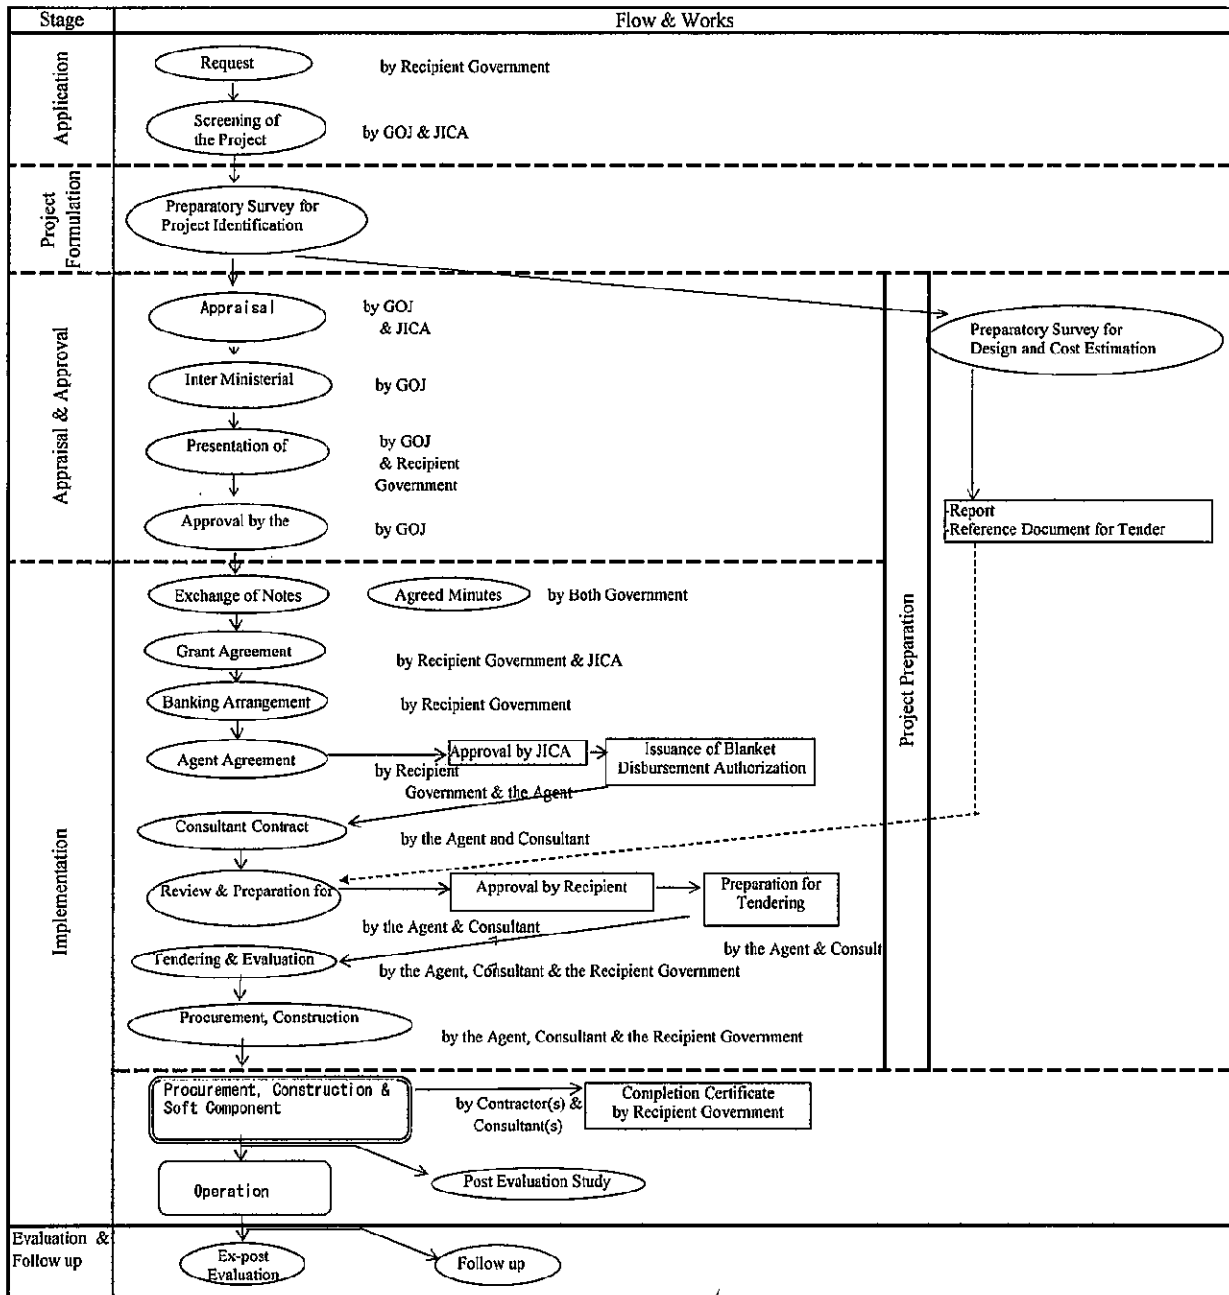 Stage
Flow & Works
Application
Request
by Recipient Government
Screening of
the Project
by GOJ & JICA
Project
Formulation
Preparatory Survey for
Project Identification
Appraisal & Approval
Appraisal
by GOJ
& JICA
Inter Ministerial
by GOJ
Presentation of
by GOJ
& Recipient
Government
Approval by the
by GOJ
Project Preparation
Preparatory Survey for
Design and Cost Estimation
-Report
-Reference Document for Tender
Implementation
Exchange of Notes
Agreed Minutes
by Both Government
Grant Agreement
by Recipient Government & JICA
Banking Arrangement
by Recipient Government
Agent Agreement
Approval by JICA
Issuance of Blanket
Disbursement Authorization
by Recipient
Government & the Agent
Consultant Contract
by the Agent and Consultant
Review & Preparation for
Approval by Recipient
Preparation for
Tendering
by the Agent & Consultant
by the Agent & Consult
Tendering & Evaluation
by the Agent, Consultant & the Recipient Government
Procurement, Construction
by the Agent, Consultant & the Recipient Government
Procurement, Construction &
Soft Component
by Contractor(s) &
Consultant(s)
Completion Certificate
by Recipient Government
Operation
Post Evaluation Study
Evaluation &
Follow up
Ex-post
Evaluation
Follow up